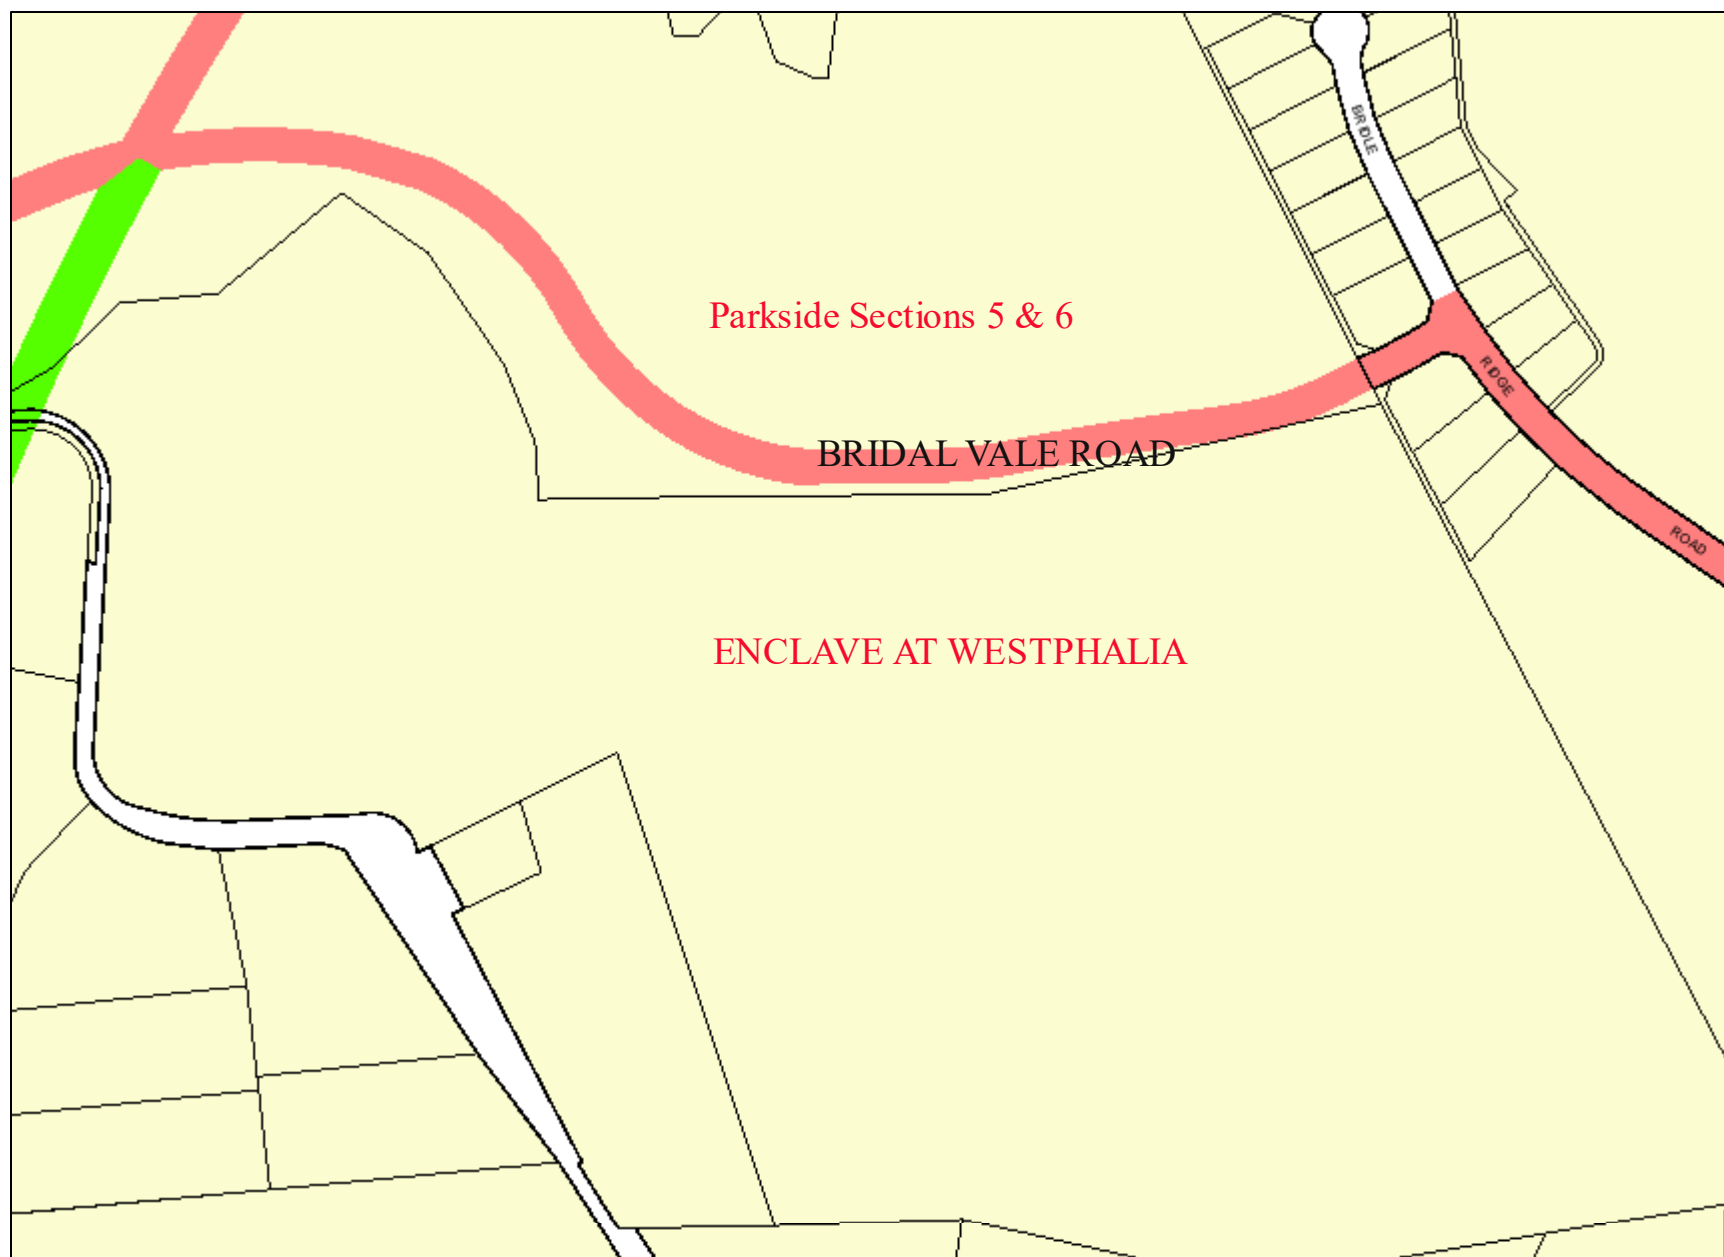 BRIDLE
Parkside Sections 5 & 6
RIDGE
BRIDAL VALE ROAD
ROAD
ENCLAVE AT WESTPHALIA